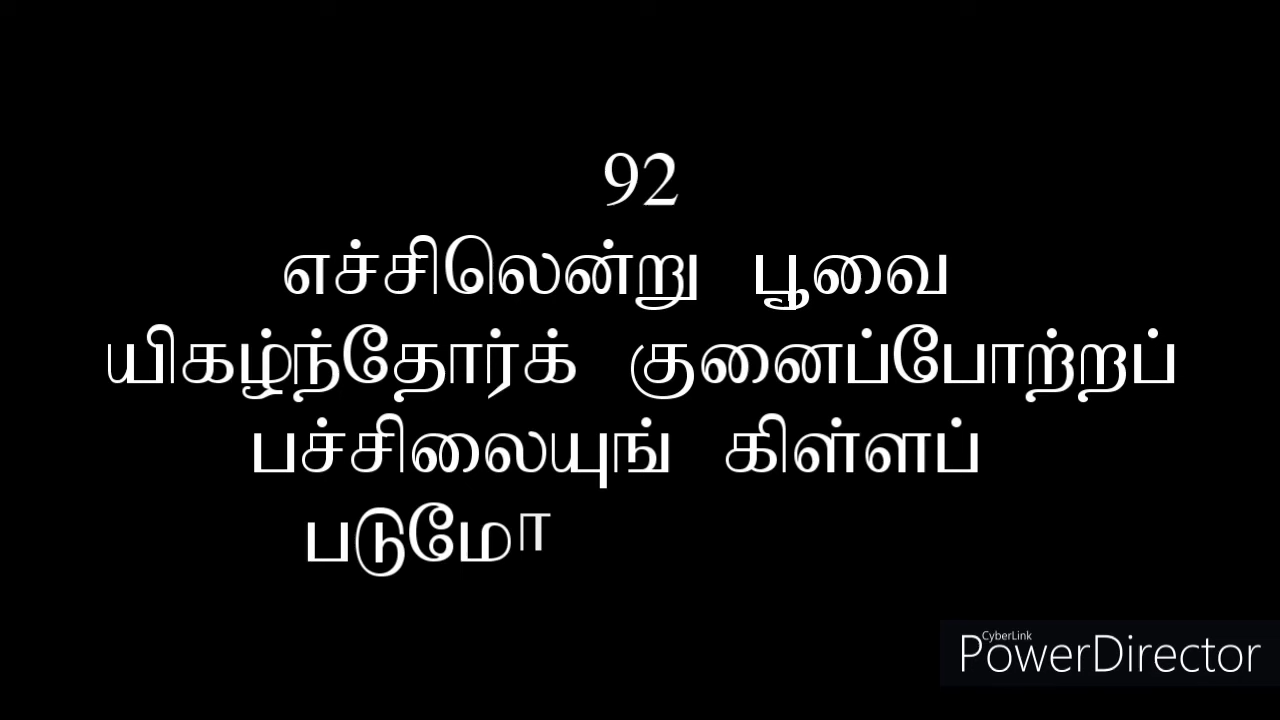 92
எச்சிலென்று பூவை
யிகழ்ந்தோர்க் குனைப்போற்றப்
பச்சிலையுங் கிள்ளப்
படுமோ
CyberLink
PowerDirector